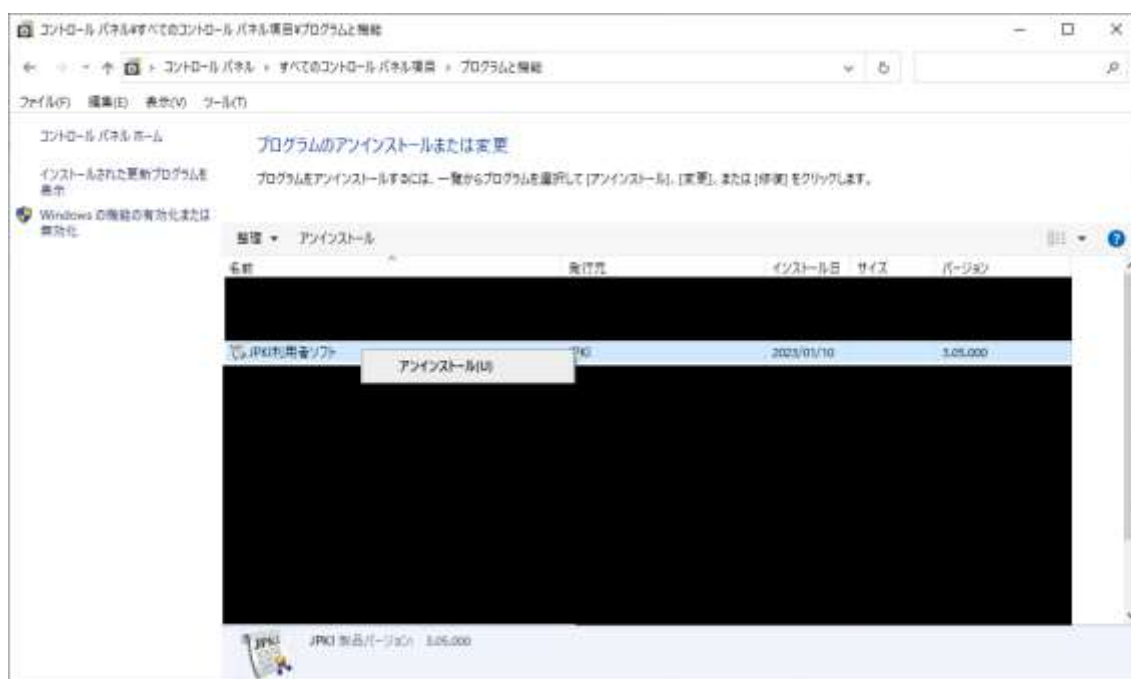 コントロール パネル¥すべてのコントロール パネル項目¥プログラムと機能
コントロール パネル › すべてのコントロール パネル項目 › プログラムと機能
ファイル(F) 編集(E) 表示(V) ツール(T)
コントロール パネル ホーム
インストールされた更新プログラムを
表示
Windows の機能の有効化または
無効化
プログラムのアンインストールまたは変更
プログラムをアンインストールするには、一覧からプログラムを選択して [アンインストール]、[変更]、または [修復] をクリックします。
整理 アンインストール
名前 発行元 インストール日 サイズ バージョン
JPKI利用者ソフト 2023/01/10 3.05.000
アンインストール(U)
JPKI JPKI 製品バージョン: 3.05.000